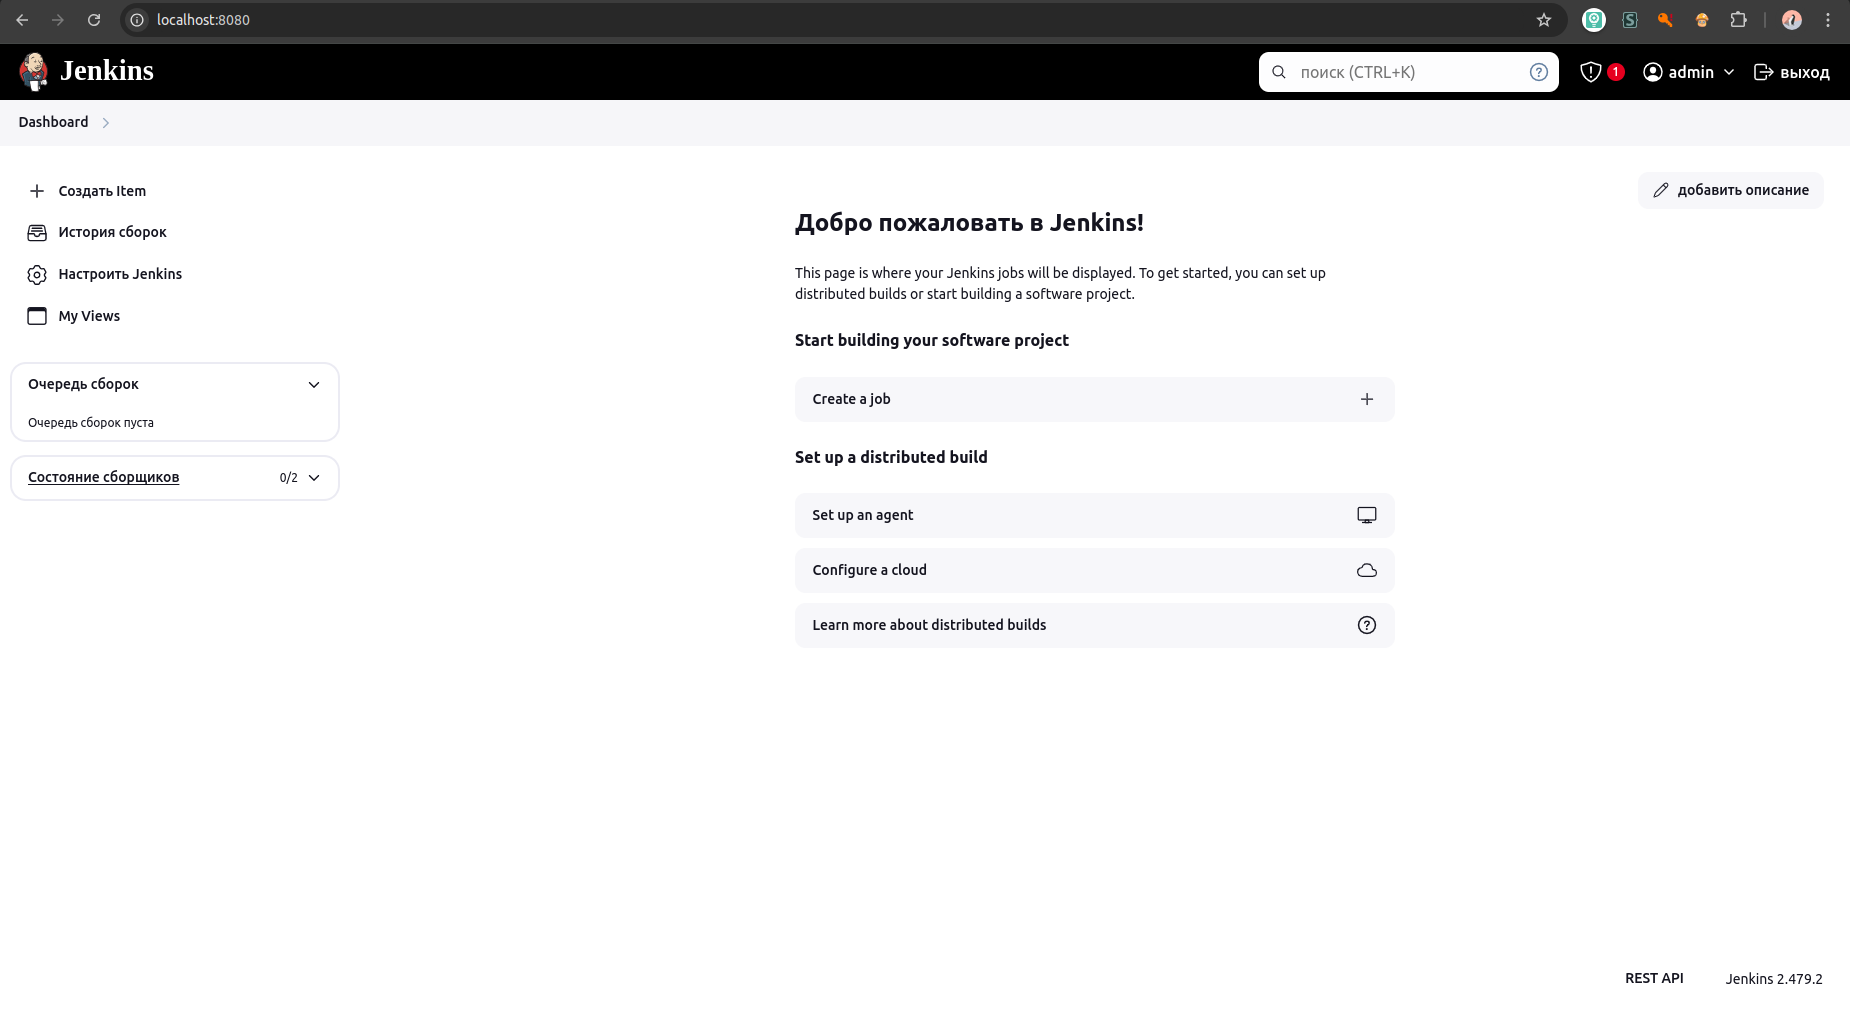 localhost:8080
Jenkins
поиск (CTRL+K)
1
admin
выход
Dashboard
Создать Item
История сборок
Настроить Jenkins
My Views
Очередь сборок
Очередь сборок пуста
Состояние сборщиков 0/2
добавить описание
Добро пожаловать в Jenkins!
This page is where your Jenkins jobs will be displayed. To get started, you can set up
distributed builds or start building a software project.
Start building your software project
Create a job
Set up a distributed build
Set up an agent
Configure a cloud
Learn more about distributed builds
REST API Jenkins 2.479.2